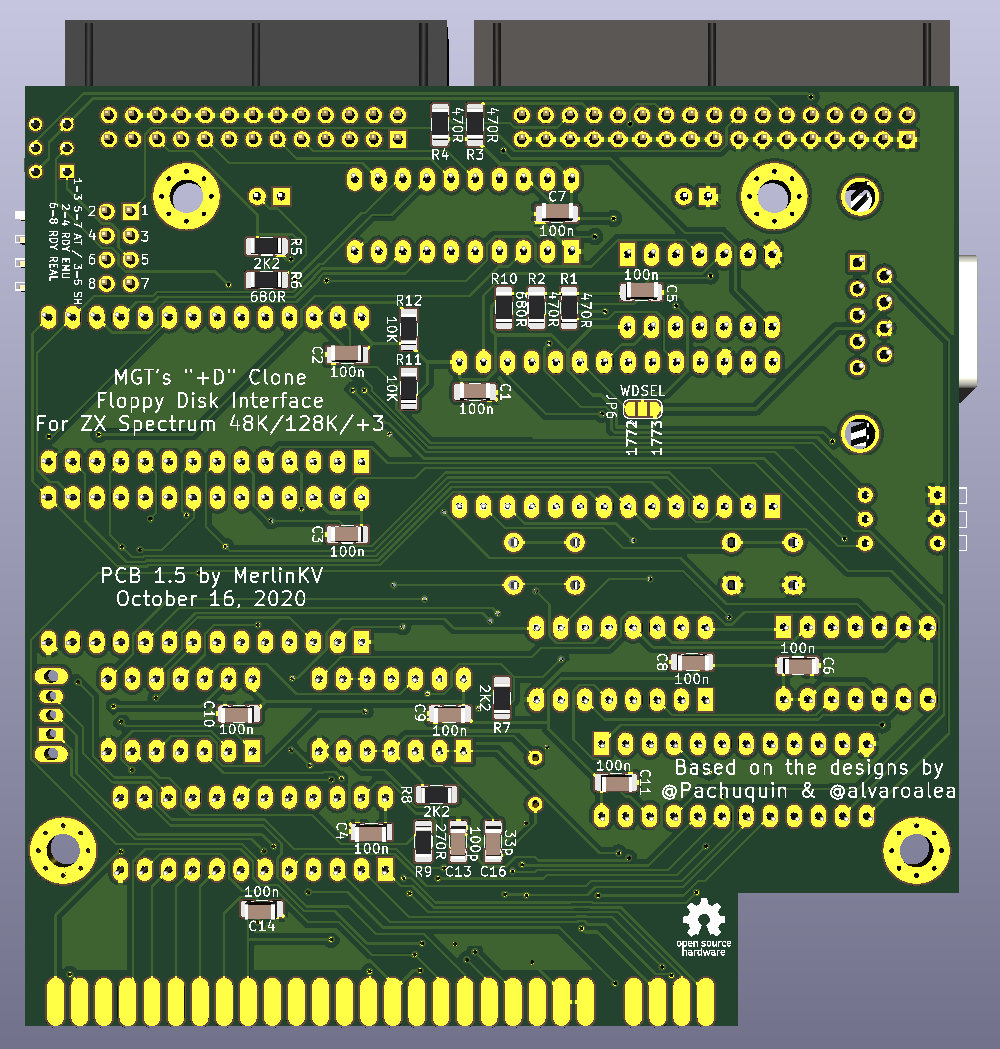 470R
R4
470R
R3
2
1
4
3
6
5
8
7
1-3 5-7 AT / 3-5 SH
2-4 RDY EMU
6-8 RDY REAL
C7
100n
R5
2K2
R6
680R
100n
C5
R10
680R
R2
470R
R1
470R
R12
10K
R11
10K
C2
100n
C1
100n
WDSEL
JP6
1772
1773
MGT's "+D" Clone
Floppy Disk Interface
For ZX Spectrum 48K/128K/+3
C3
100n
PCB 1.5 by MerlinKV
October 16, 2020
C8
100n
100n
C6
C10
100n
C9
100n
2K2
R7
100n
C11
Based on the designs by
@Pachuquin & @alvaroalea
R8
2K2
C4
100n
270R
R9
100p
C13
33p
C16
100n
C14
open source
hardware